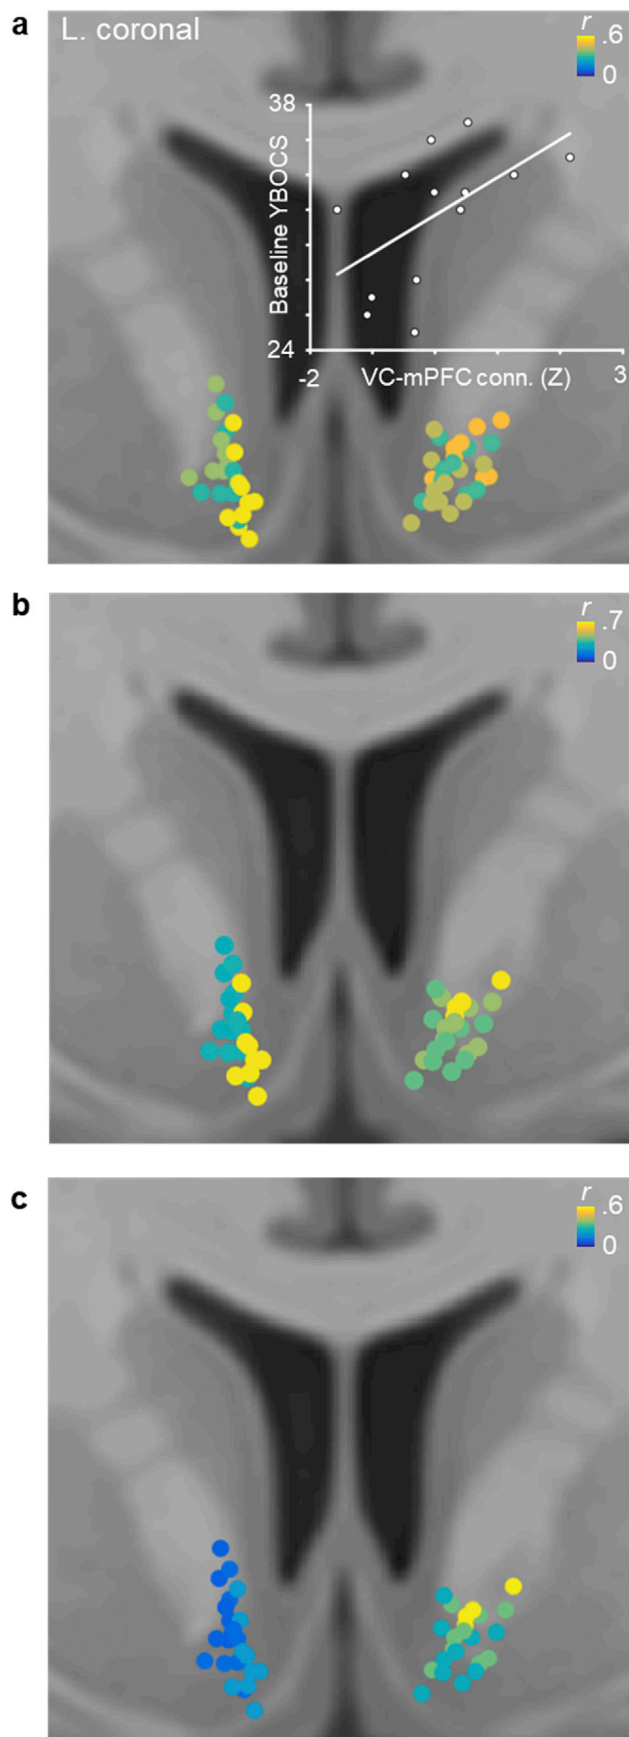 a
L. coronal
r
.6
0
38
Baseline YBOCS
24
-2
VC-mPFC conn. (Z)
3
b
r
.7
0
c
r
.6
0